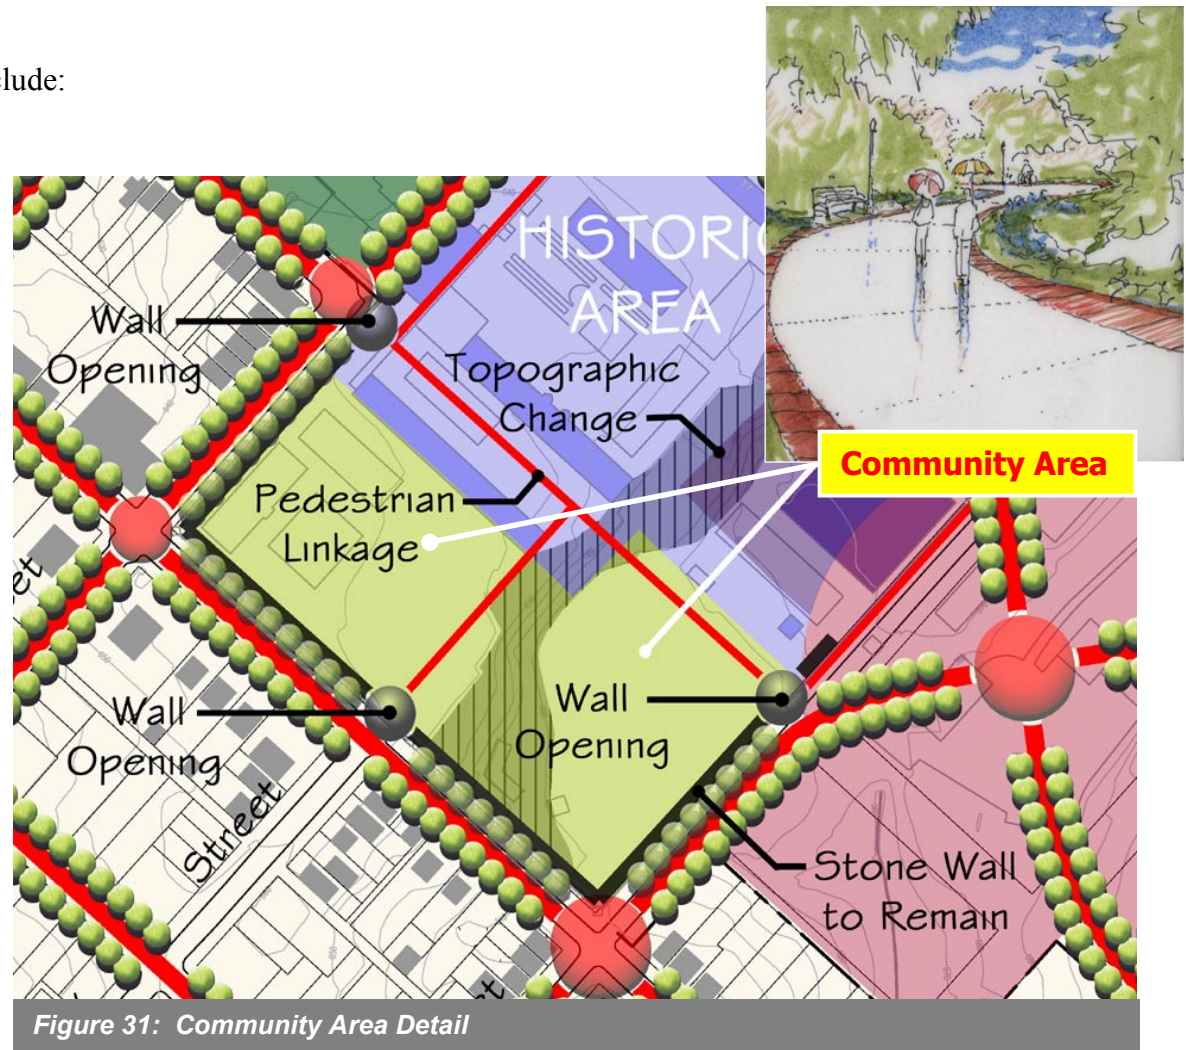 clude:
HISTORIC
AREA
Wall
Opening
Topographic
Change
Community Area
Pedestrian
Linkage
Wall
Opening
Wall
Opening
Street
Stone Wall
to Remain
Figure 31: Community Area Detail